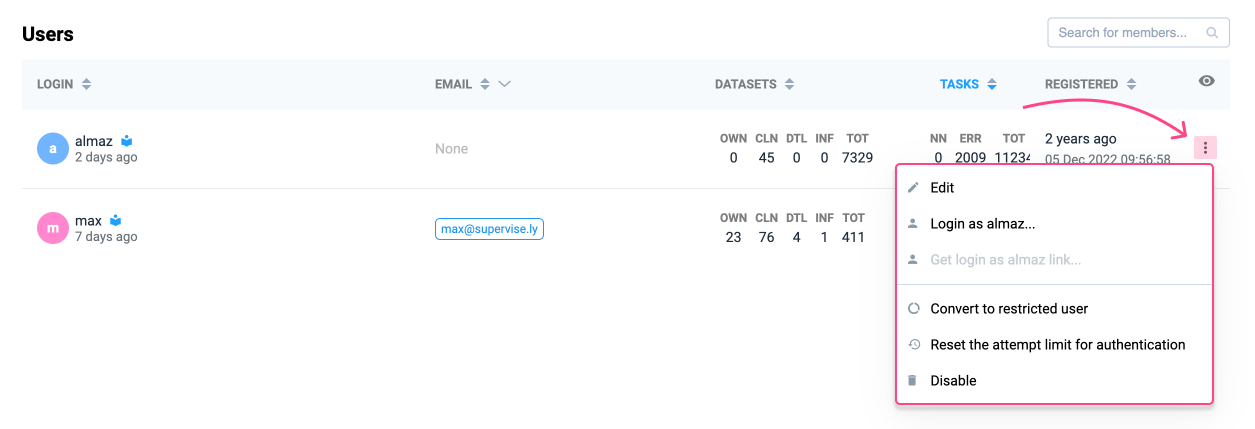 Users
Search for members...
LOGIN EMAIL DATASETS TASKS REGISTERED
a almaz
2 days ago
None
OWN CLN DTL INF TOT
0 45 0 0 7329
NN ERR TOT
0 2009 11234
2 years ago
05 Dec 2022 09:56:58
m max
7 days ago
max@supervise.ly
OWN CLN DTL INF TOT
23 76 4 1 411
Edit
Login as almaz...
Get login as almaz link...
Convert to restricted user
Reset the attempt limit for authentication
Disable